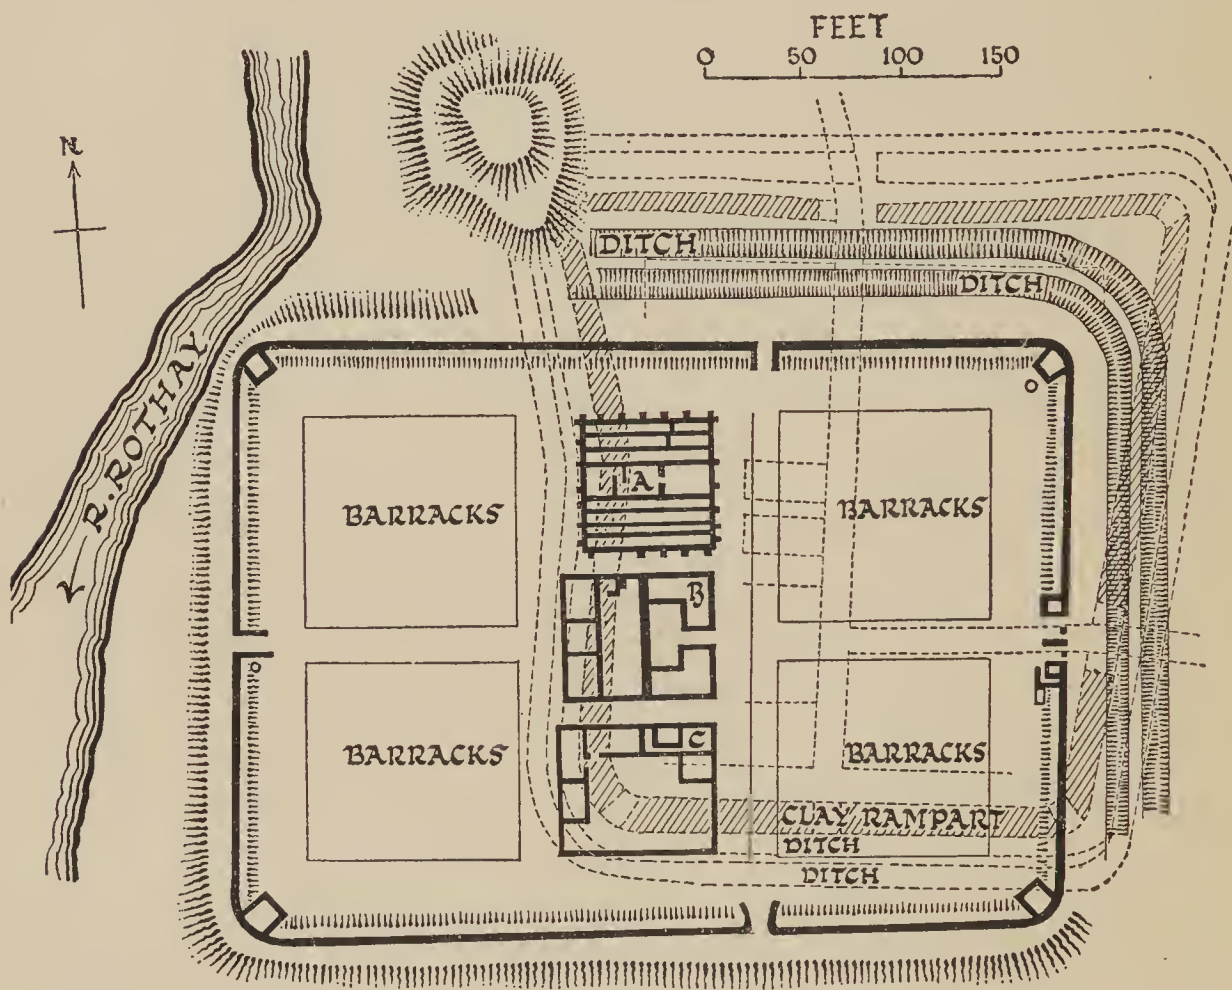 FEET
0 50 100 150
N
DITCH
DITCH
R. ROTHAY
A
BARRACKS
BARRACKS
B
BARRACKS
C
BARRACKS
CLAY RAMPART
DITCH
DITCH